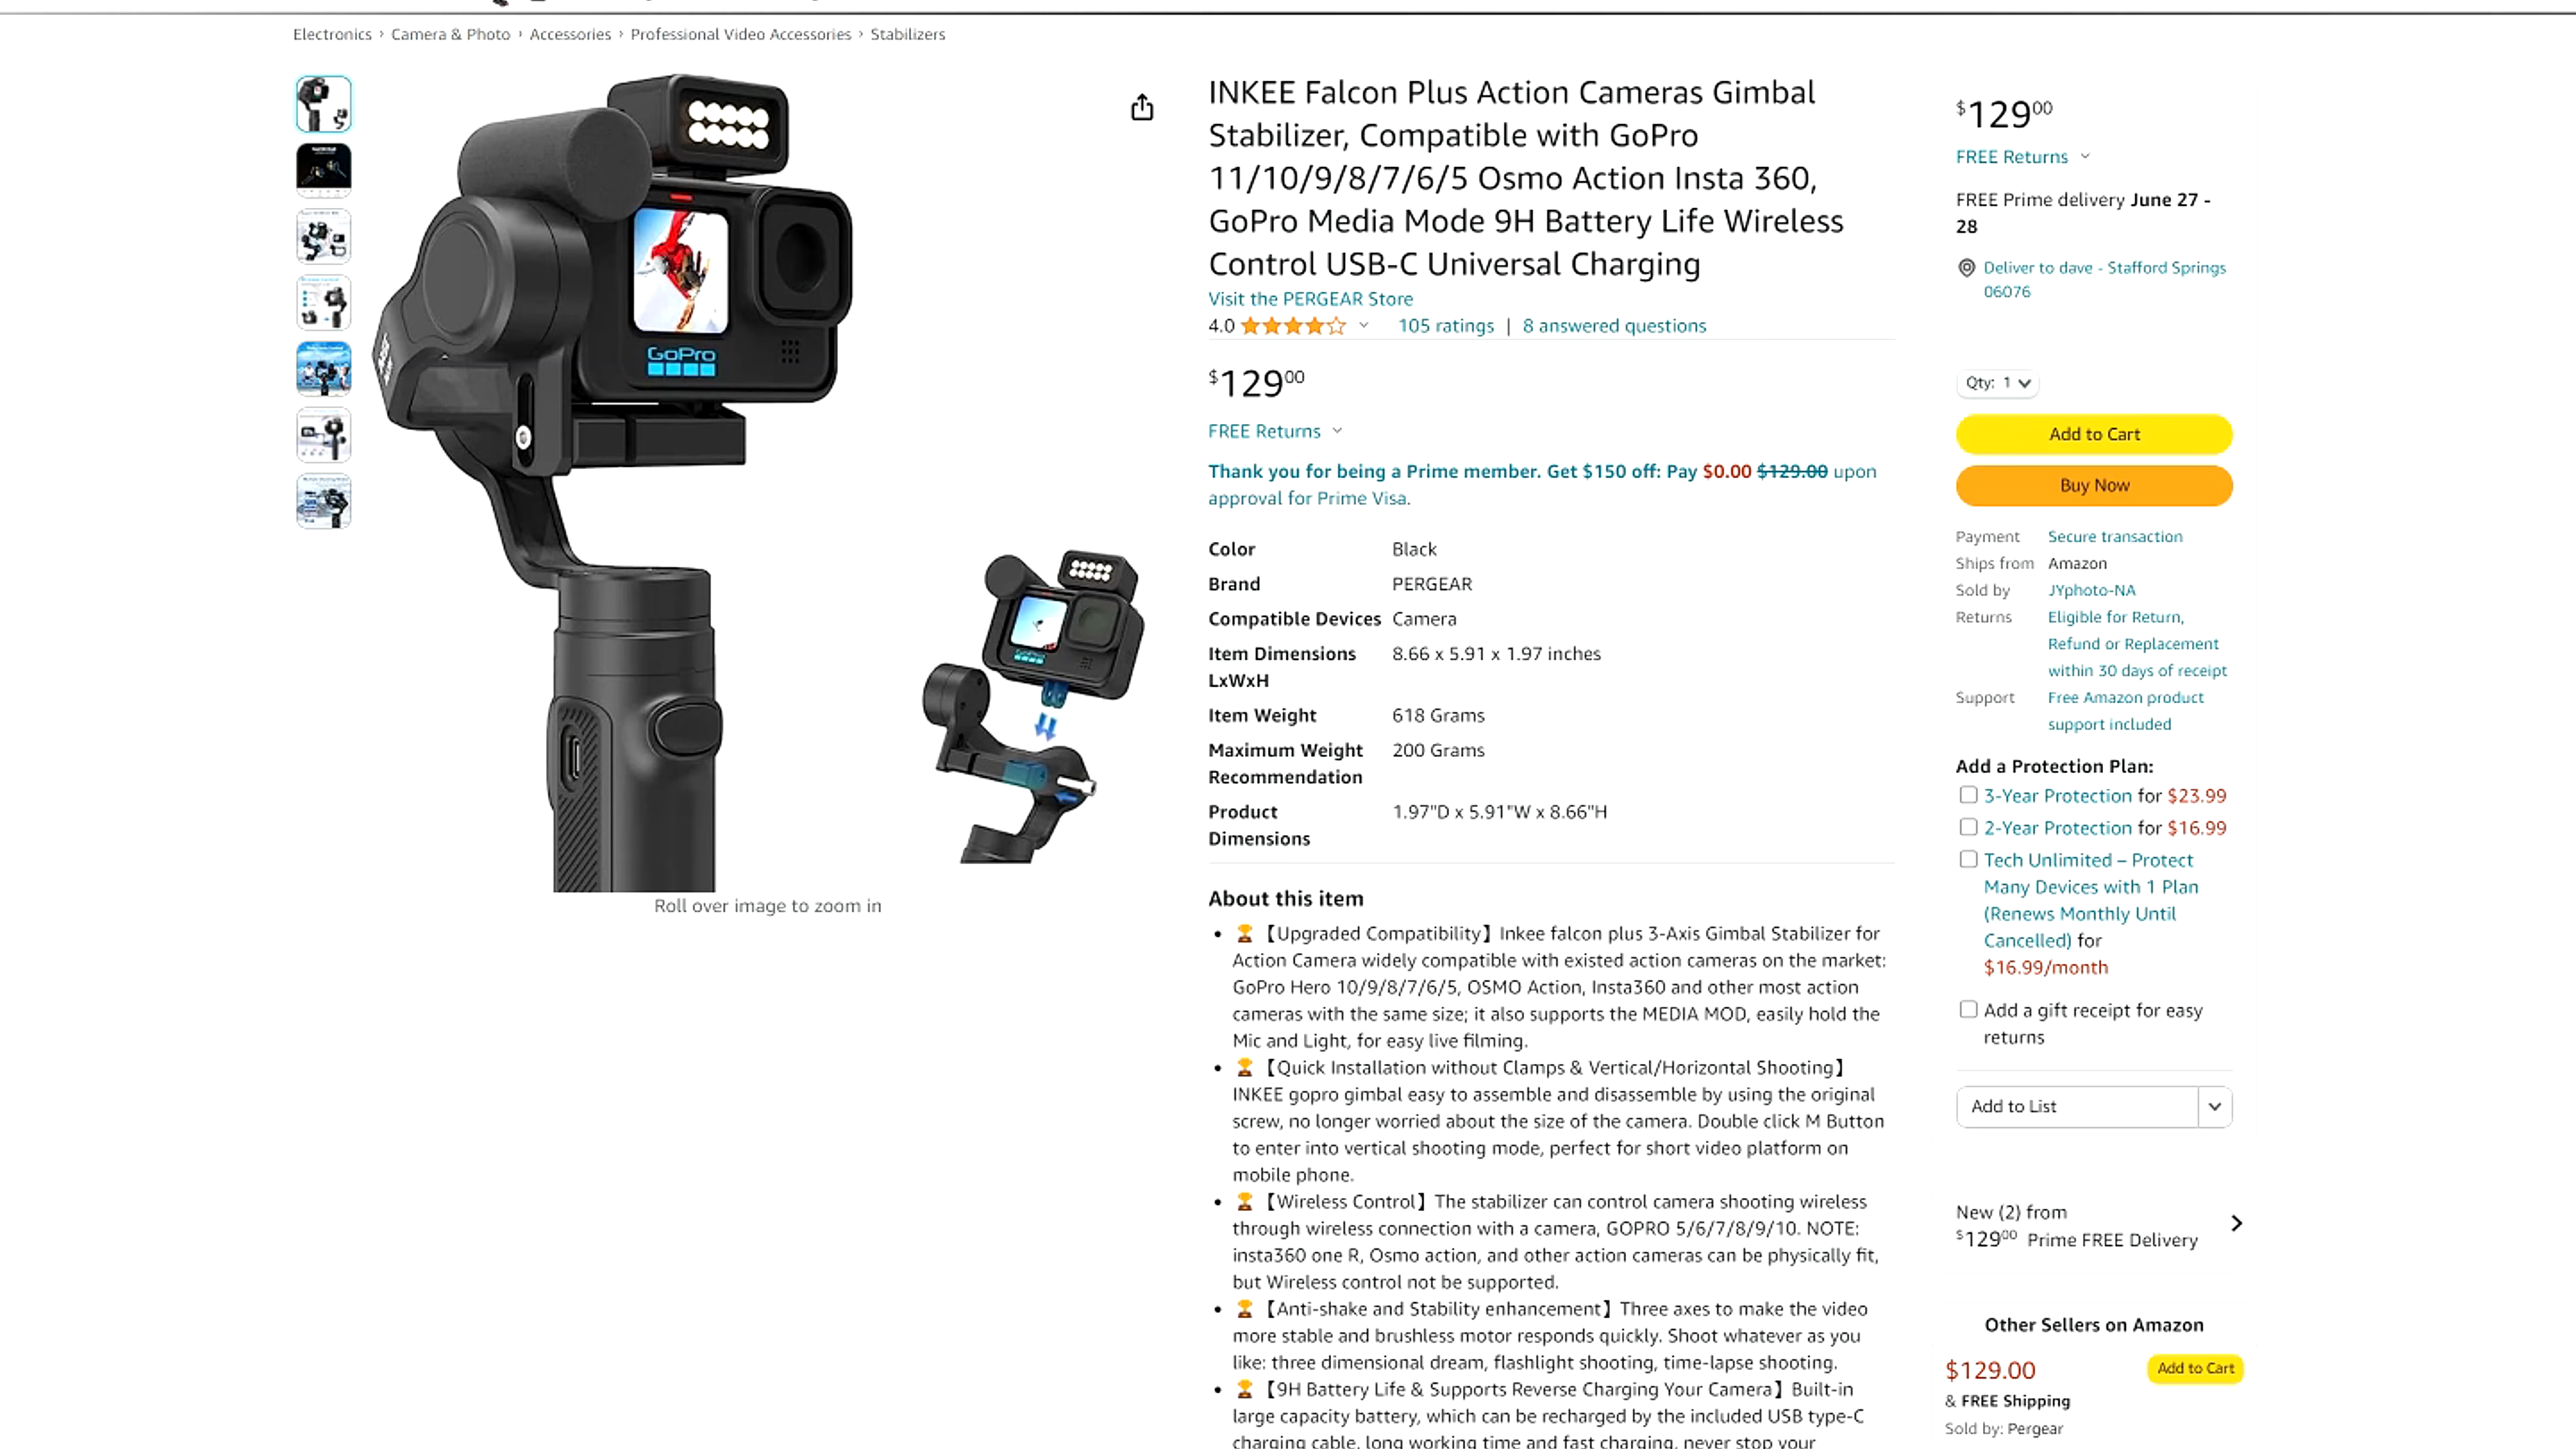 Electronics › Camera & Photo › Accessories › Professional Video Accessories › Stabilizers
GoPro
Roll over image to zoom in
INKEE Falcon Plus Action Cameras Gimbal
Stabilizer, Compatible with GoPro
11/10/9/8/7/6/5 Osmo Action Insta 360,
GoPro Media Mode 9H Battery Life Wireless
Control USB-C Universal Charging
Visit the PERGEAR Store
4.0 105 ratings | 8 answered questions
$12900
FREE Returns
Thank you for being a Prime member. Get $150 off: Pay $0.00 $129.00 upon
approval for Prime Visa.
Color Black
Brand PERGEAR
Compatible Devices Camera
Item Dimensions 8.66 x 5.91 x 1.97 inches
LxWxH
Item Weight 618 Grams
Maximum Weight 200 Grams
Recommendation
Product 1.97"D x 5.91"W x 8.66"H
Dimensions
About this item
• 🏆【Upgraded Compatibility】Inkee falcon plus 3-Axis Gimbal Stabilizer for
Action Camera widely compatible with existed action cameras on the market:
GoPro Hero 10/9/8/7/6/5, OSMO Action, Insta360 and other most action
cameras with the same size; it also supports the MEDIA MOD, easily hold the
Mic and Light, for easy live filming.
• 🏆【Quick Installation without Clamps & Vertical/Horizontal Shooting】
INKEE gopro gimbal easy to assemble and disassemble by using the original
screw, no longer worried about the size of the camera. Double click M Button
to enter into vertical shooting mode, perfect for short video platform on
mobile phone.
• 🏆【Wireless Control】The stabilizer can control camera shooting wireless
through wireless connection with a camera, GOPRO 5/6/7/8/9/10. NOTE:
insta360 one R, Osmo action, and other action cameras can be physically fit,
but Wireless control not be supported.
• 🏆【Anti-shake and Stability enhancement】Three axes to make the video
more stable and brushless motor responds quickly. Shoot whatever as you
like: three dimensional dream, flashlight shooting, time-lapse shooting.
• 🏆【9H Battery Life & Supports Reverse Charging Your Camera】Built-in
large capacity battery, which can be recharged by the included USB type-C
charging cable, long working time and fast charging, never stop your
$12900
FREE Returns
FREE Prime delivery June 27 -
28
Deliver to dave - Stafford Springs
06076
Qty: 1
Add to Cart
Buy Now
Payment Secure transaction
Ships from Amazon
Sold by JYphoto-NA
Returns Eligible for Return,
Refund or Replacement
within 30 days of receipt
Support Free Amazon product
support included
Add a Protection Plan:
3-Year Protection for $23.99
2-Year Protection for $16.99
Tech Unlimited – Protect
Many Devices with 1 Plan
(Renews Monthly Until
Cancelled) for
$16.99/month
Add a gift receipt for easy
returns
Add to List
New (2) from
$12900 Prime FREE Delivery
Other Sellers on Amazon
$129.00 Add to Cart
& FREE Shipping
Sold by: Pergear